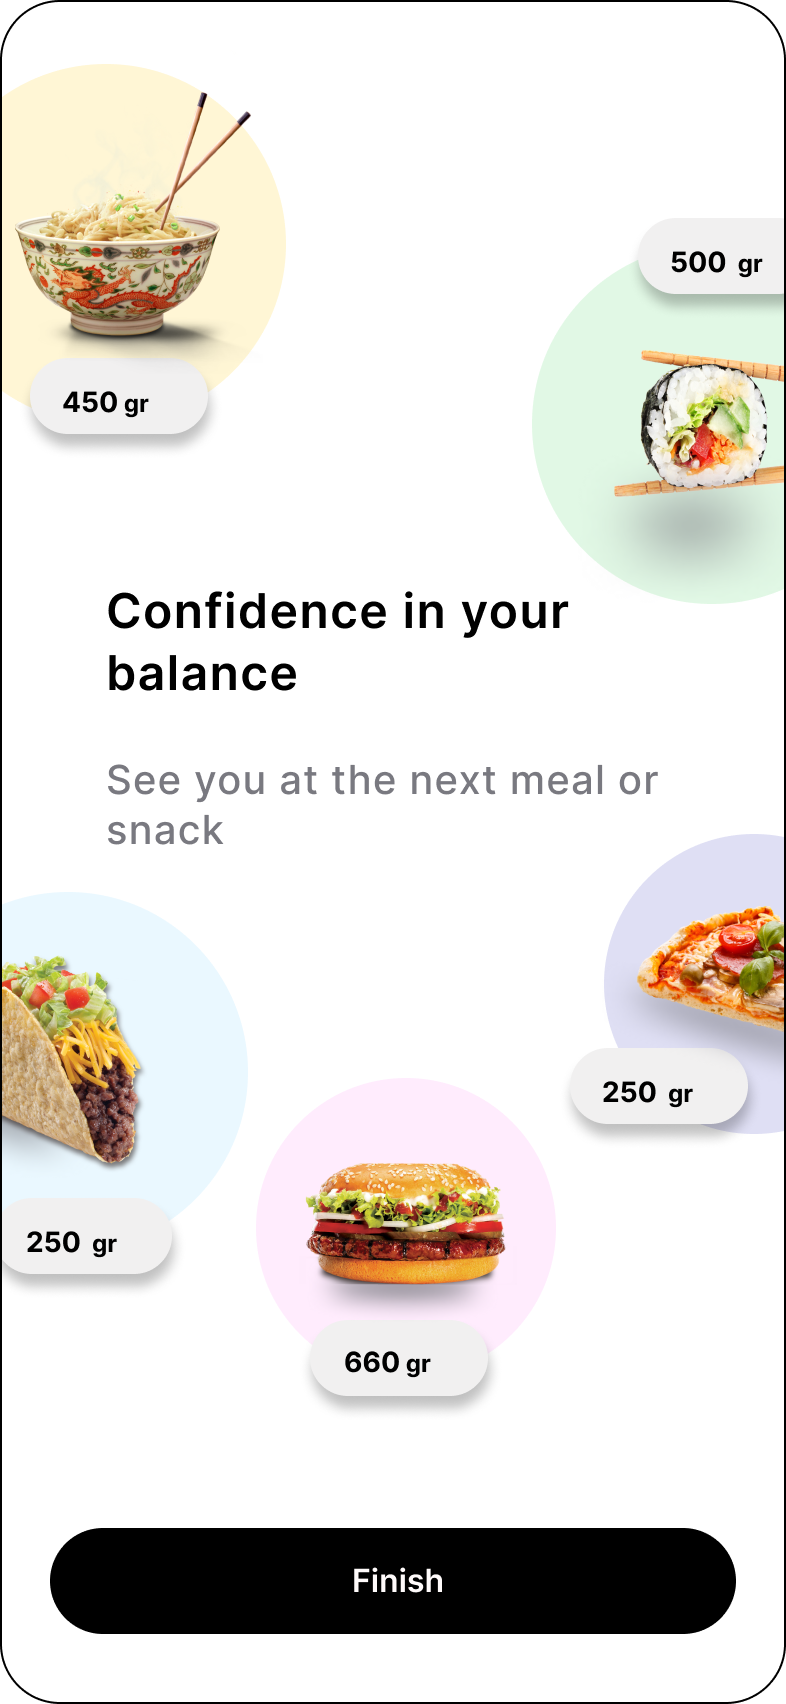 500 gr
450 gr
Confidence in your
balance
See you at the next meal or
snack
250 gr
250 gr
660 gr
Finish